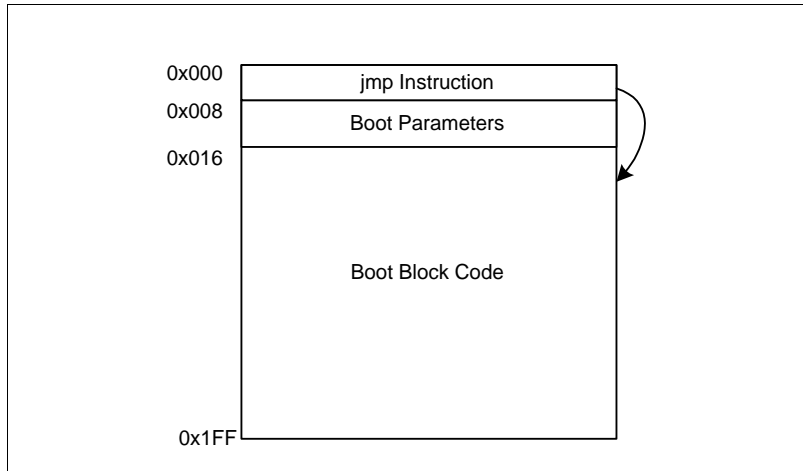 0x000
jmp Instruction
0x008
Boot Parameters
0x016
Boot Block Code
0x1FF